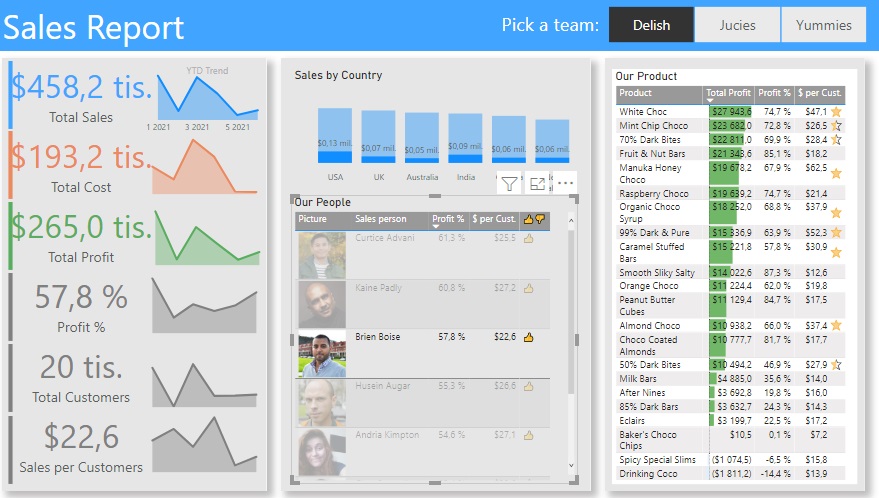 Sales Report
Pick a team:
Delish
Jucies
Yummies
$458,2 tis.
Total Sales
YTD Trend
1 2021 3 2021 5 2021
$193,2 tis.
Total Cost
$265,0 tis.
Total Profit
57,8 %
Profit %
20 tis.
Total Customers
$22,6
Sales per Customers
Sales by Country
$0,13 mil. $0,07 mil. $0,05 mil. $0,09 mil. $0,06 mil. $0,06 mil.
USA UK Australia India
Our People
Picture Sales person Profit % $ per Cust.
Curtice Advani 61,3 % $25,5
Kaine Padly 60,8 % $27,2
Brien Boise 57,8 % $22,6
Husein Augar 55,3 % $26,6
Andria Kimpton 54,6 % $27,1
Our Product
Product Total Profit Profit % $ per Cust.
White Choc $27 943,6 74,7 % $47,1
Mint Chip Choco $23 682,0 72.8 % $26,5
70% Dark Bites $22 811,0 69.9 % $28,4
Fruit & Nut Bars $21 348,6 85,1 % $18.2
Manuka Honey $19 678,2 67,9 % $62,5
Choco
Raspberry Choco $19 639,2 74,7 % $21.4
Organic Choco $18 252,0 68,8 % $37,9
Syrup
99% Dark & Pure $15 336,9 63,9 % $52.3
Caramel Stuffed $15 221,8 57,8 % $30,9
Bars
Smooth Sliky Salty $14 022,6 87,3 % $12.6
Orange Choco $11 224,4 62,0 % $19,8
Peanut Butter $11 129,4 84,7 % $17,5
Cubes
Almond Choco $10 938,2 66,0 % $37,4
Choco Coated $10 777,7 81,7 % $17,7
Almonds
50% Dark Bites $10 494,2 46,9 % $27,9
Milk Bars $4 885,0 35,6 % $14,0
After Nines $3 692,8 19,8 % $16,0
85% Dark Bars $3 632,7 24,3 % $14,3
Eclairs $3 199,7 22,5 % $17,2
Baker's Choco $10,5 0,1 % $7,2
Chips
Spicy Special Slims ($1 074,5) -6,5 % $15,8
Drinking Coco ($1 811,2) -14.4 % $13,9